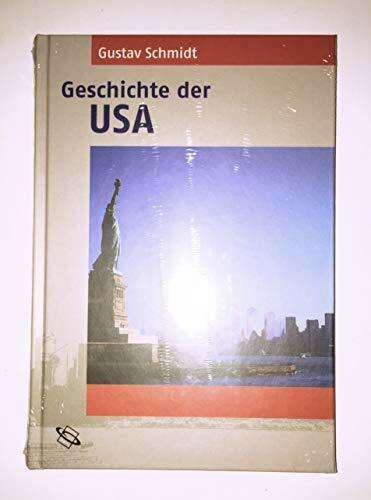 Gustav Schmidt
Geschichte der
USA